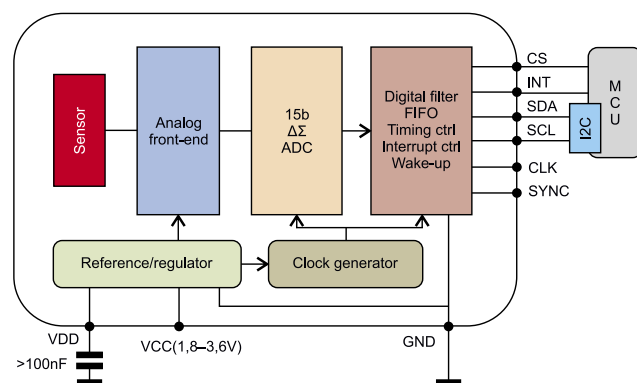 CS
INT
SDA
SCL
CLK
SYNC
MCU
I2C
Sensor
Analog
front-end
15b
ΔΣ
ADC
Digital filter
FIFO
Timing ctrl
Interrupt ctrl
Wake-up
Reference/regulator
Clock generator
VDD
>100nF
VCC(1,8–3,6V)
GND